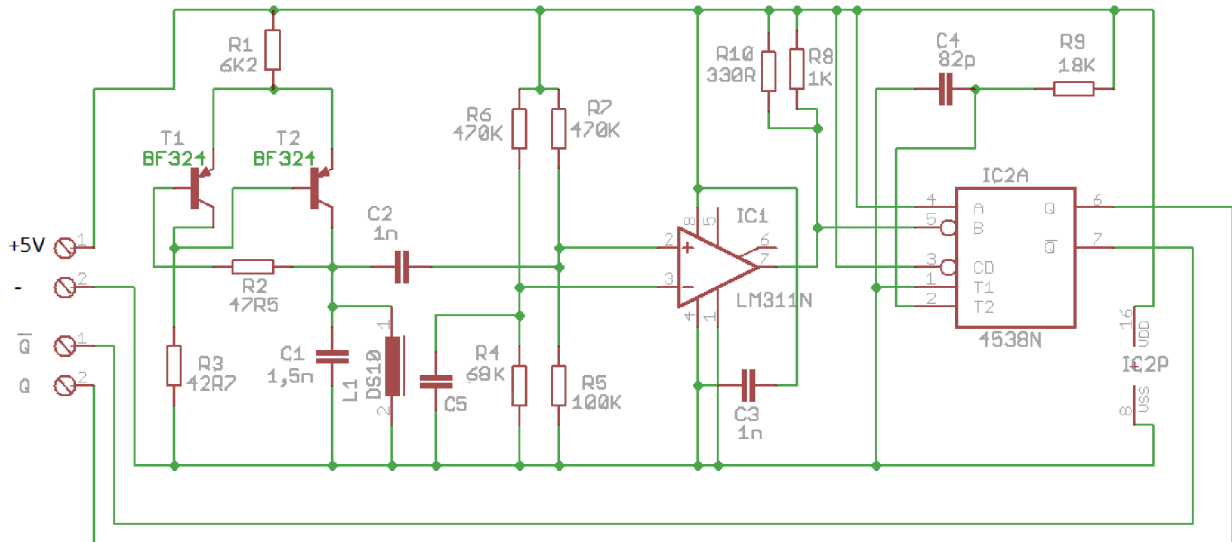 R1
6K2
T1
BF324
T2
BF324
+5V
1
-
2
Q
1
Q
2
R2
47R5
R3
42R7
C1
1,5n
L1
DS10
1
2
C2
1n
C5
R6
470K
R7
470K
R4
68K
R5
100K
2
3
+
-
8
5
6
7
4
1
IC1
LM311N
C3
1n
R10
330R
R8
1K
C4
82p
R9
18K
IC2A
4
A
5
B
3
CD
1
T1
2
T2
Q
6
Q
7
4538N
16
VDD
IC2P
+
-
8
VSS